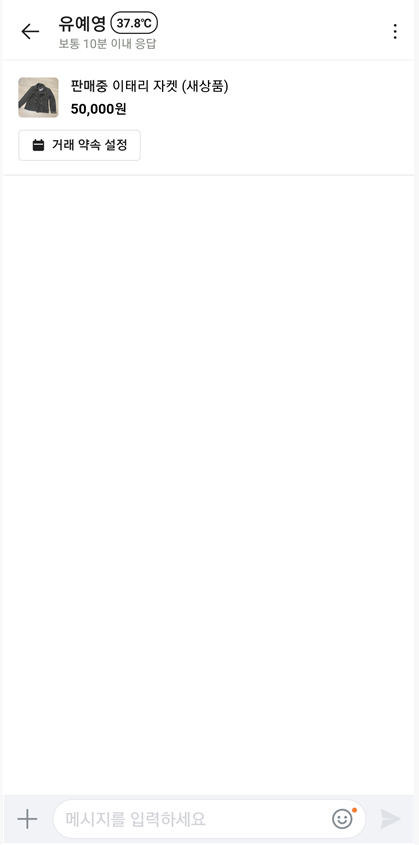 유예영 37.8℃
보통 10분 이내 응답
판매중 이태리 자켓 (새상품)
50,000원
거래 약속 설정
메시지를 입력하세요